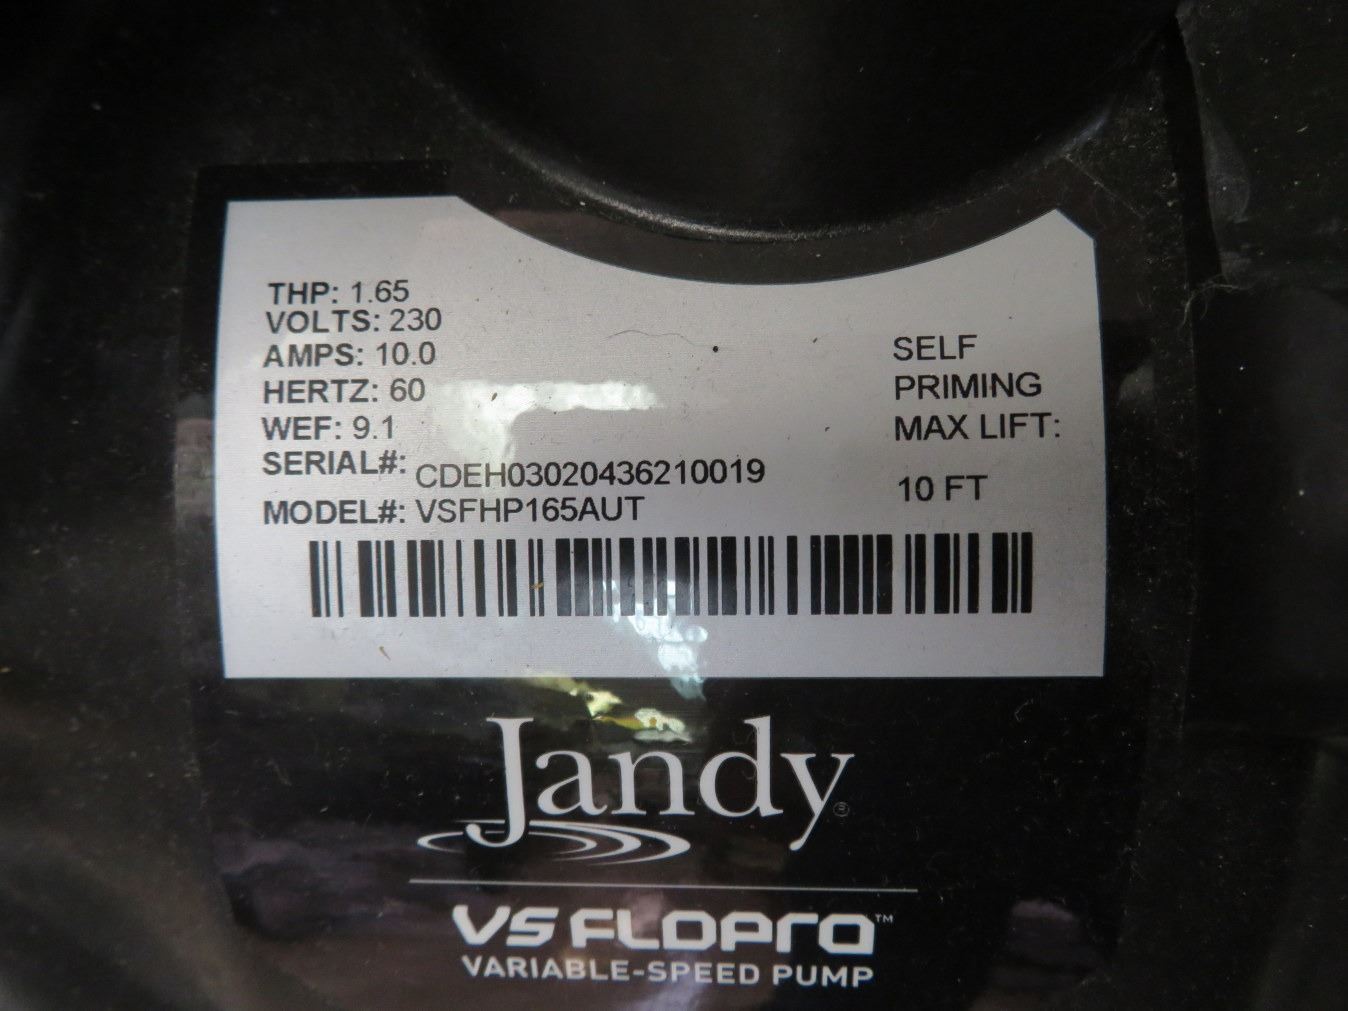 THP: 1.65
VOLTS: 230
AMPS: 10.0
HERTZ: 60
WEF: 9.1
SERIAL#: CDEH03020436210019
MODEL#: VSFHP165AUT
SELF
PRIMING
MAX LIFT:
10 FT
Jandy®
VS FLOPRO™
VARIABLE-SPEED PUMP